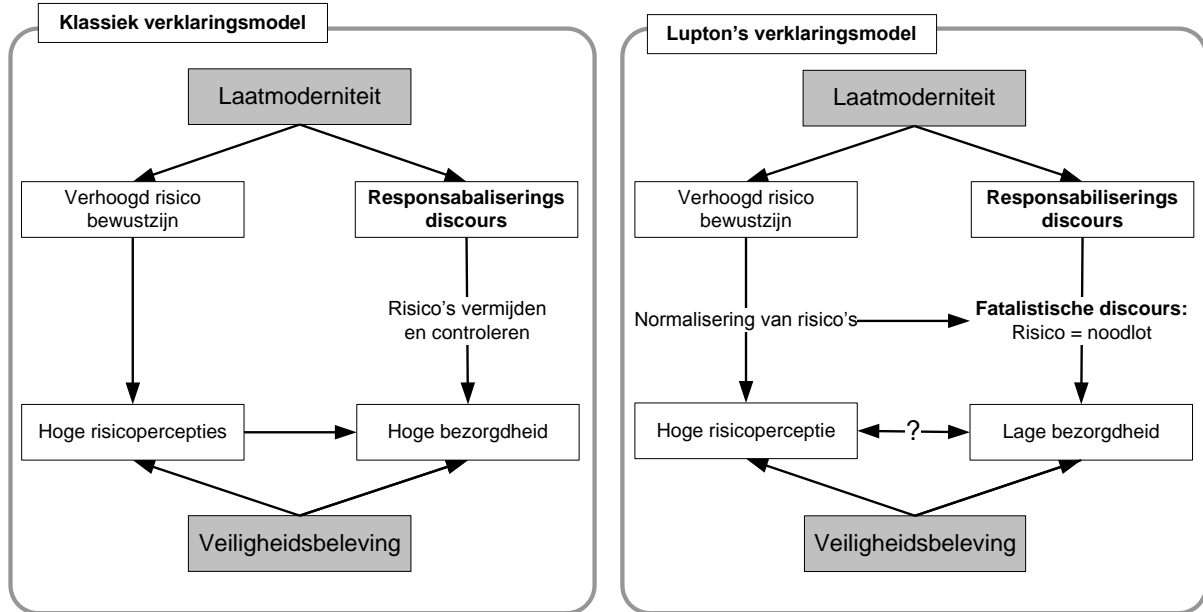 Klassiek verklaringsmodel
Laatmoderniteit
Verhoogd risico
bewustzijn
Responsabaliserings
discours
Risico's vermijden
en controleren
Hoge risicopercepties
Hoge bezorgdheid
Veiligheidsbeleving
Lupton's verklaringsmodel
Laatmoderniteit
Verhoogd risico
bewustzijn
Responsabiliserings
discours
Normalisering van risico's
Fatalistische discours:
Risico = noodlot
Hoge risicoperceptie
?
Lage bezorgdheid
Veiligheidsbeleving